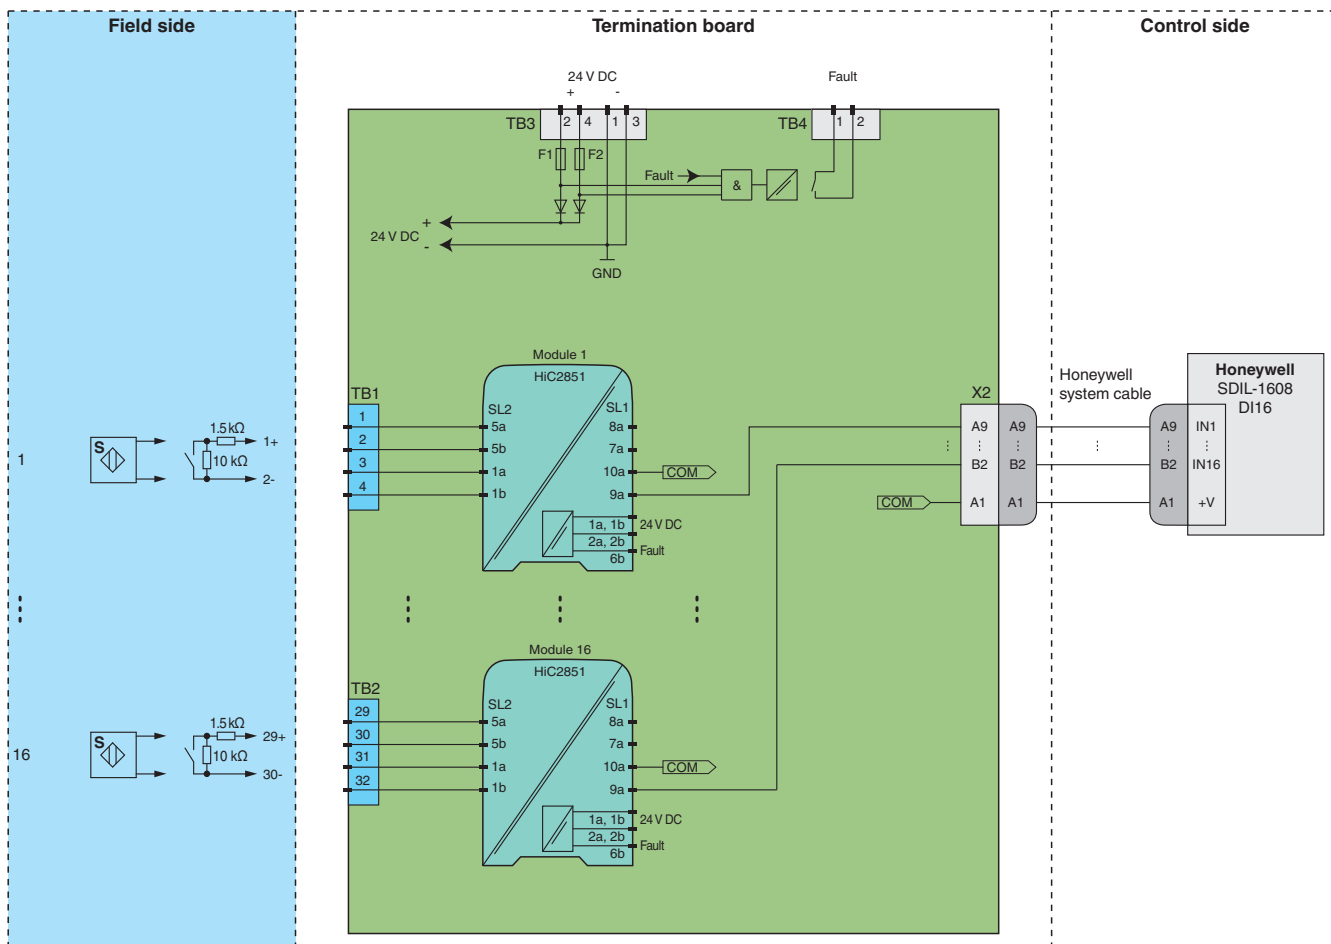 Field side
Termination board
Control side
24 V DC
+ -
Fault
TB3
2 4 1 3
TB4
1 2
F1
F2
Fault
&
+
24 V DC
-
GND
Module 1
HiC2851
TB1
SL2
SL1
1
5a
8a
2
5b
7a
3
1a
10a
COM
4
1b
9a
1a, 1b
24 V DC
2a, 2b
Fault
6b
1
S
1.5 kΩ
10 kΩ
1+
2-
X2
Honeywell
system cable
Honeywell
SDIL-1608
DI16
A9
A9
A9
IN1
B2
B2
B2
IN16
COM
A1
A1
A1
+V
Module 16
HiC2851
TB2
SL2
SL1
29
5a
8a
30
5b
7a
31
1a
10a
COM
32
1b
9a
1a, 1b
24 V DC
2a, 2b
Fault
6b
16
S
1.5 kΩ
10 kΩ
29+
30-